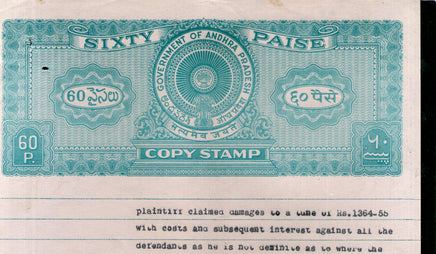 SIXTY PAISE
GOVERNMENT OF ANDHRA PRADESH
60 పైసలు
६० पैसे
सत्यमेव जयते
60
P.
COPY STAMP
plaintiff claimed damages to a tune of Rs.1364-55
with costs and subsequent interest against all the
defendants as he is not definite as to where the